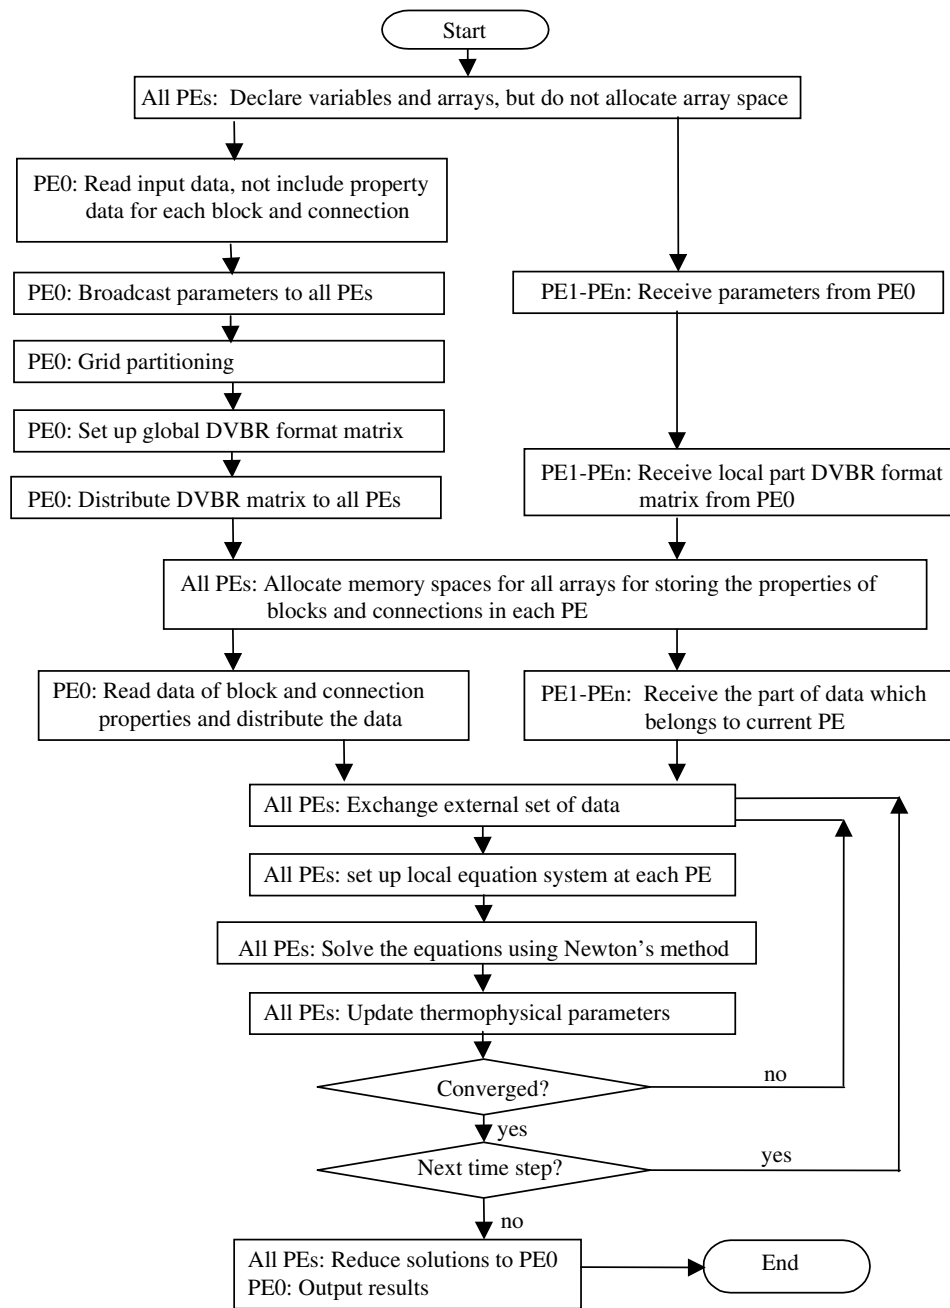 Start
All PEs:  Declare variables and arrays, but do not allocate array space
PE0: Read input data, not include property
data for each block and connection
PE0: Broadcast parameters to all PEs
PE1-PEn: Receive parameters from PE0
PE0: Grid partitioning
PE0: Set up global DVBR format matrix
PE0: Distribute DVBR matrix to all PEs
PE1-PEn: Receive local part DVBR format
matrix from PE0
All PEs: Allocate memory spaces for all arrays for storing the properties of
blocks and connections in each PE
PE0: Read data of block and connection
properties and distribute the data
PE1-PEn:  Receive the part of data which
belongs to current PE
All PEs: Exchange external set of data
All PEs: set up local equation system at each PE
All PEs: Solve the equations using Newton’s method
All PEs: Update thermophysical parameters
Converged?
no
yes
Next time step?
yes
no
All PEs: Reduce solutions to PE0
PE0: Output results
End